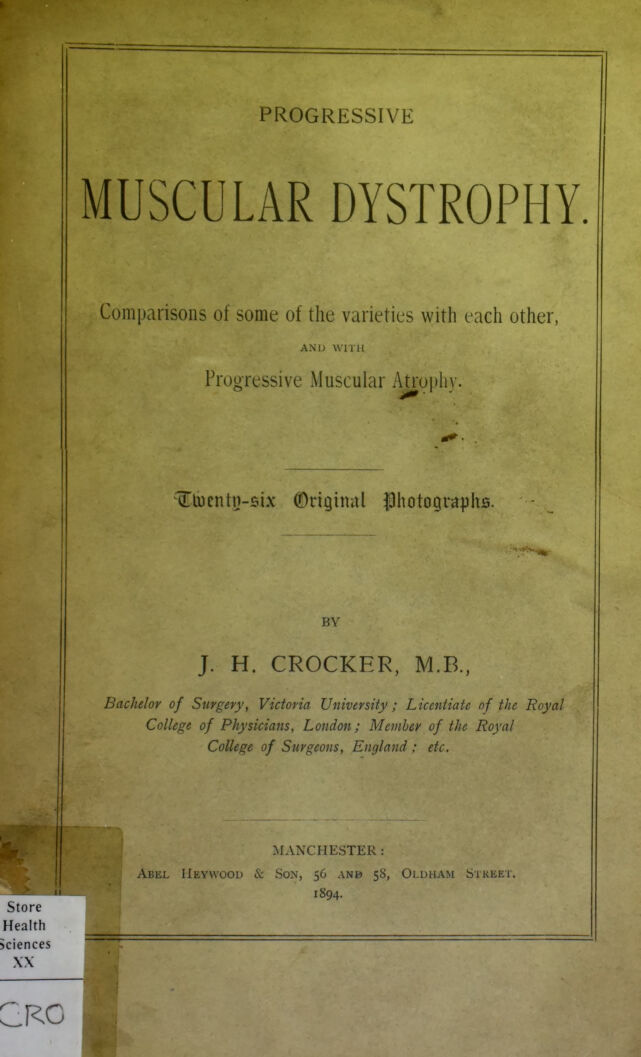 PROGRESSIVE
MUSCULAR DYSTROPHY.
Comparisons of some of the varieties with each other,
AND WITH
Progressive Muscular Atrophy.
Twenty-six Original Photographs.
BY
J. H. CROCKER, M.B.,
Bachelor of Surgery, Victoria University; Licentiate of the Royal
College of Physicians, London; Member of the Royal
College of Surgeons, England; etc.
MANCHESTER:
ABEL HEYWOOD & SON, 56 AND 58, OLDHAM STREET.
1894.
Store
Health
Sciences
XX
CRO